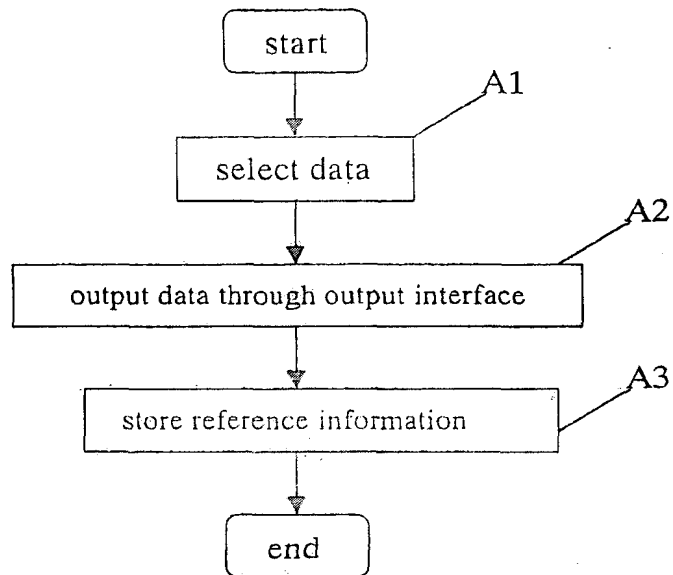 start
A1
select data
A2
output data through output interface
A3
store reference information
end